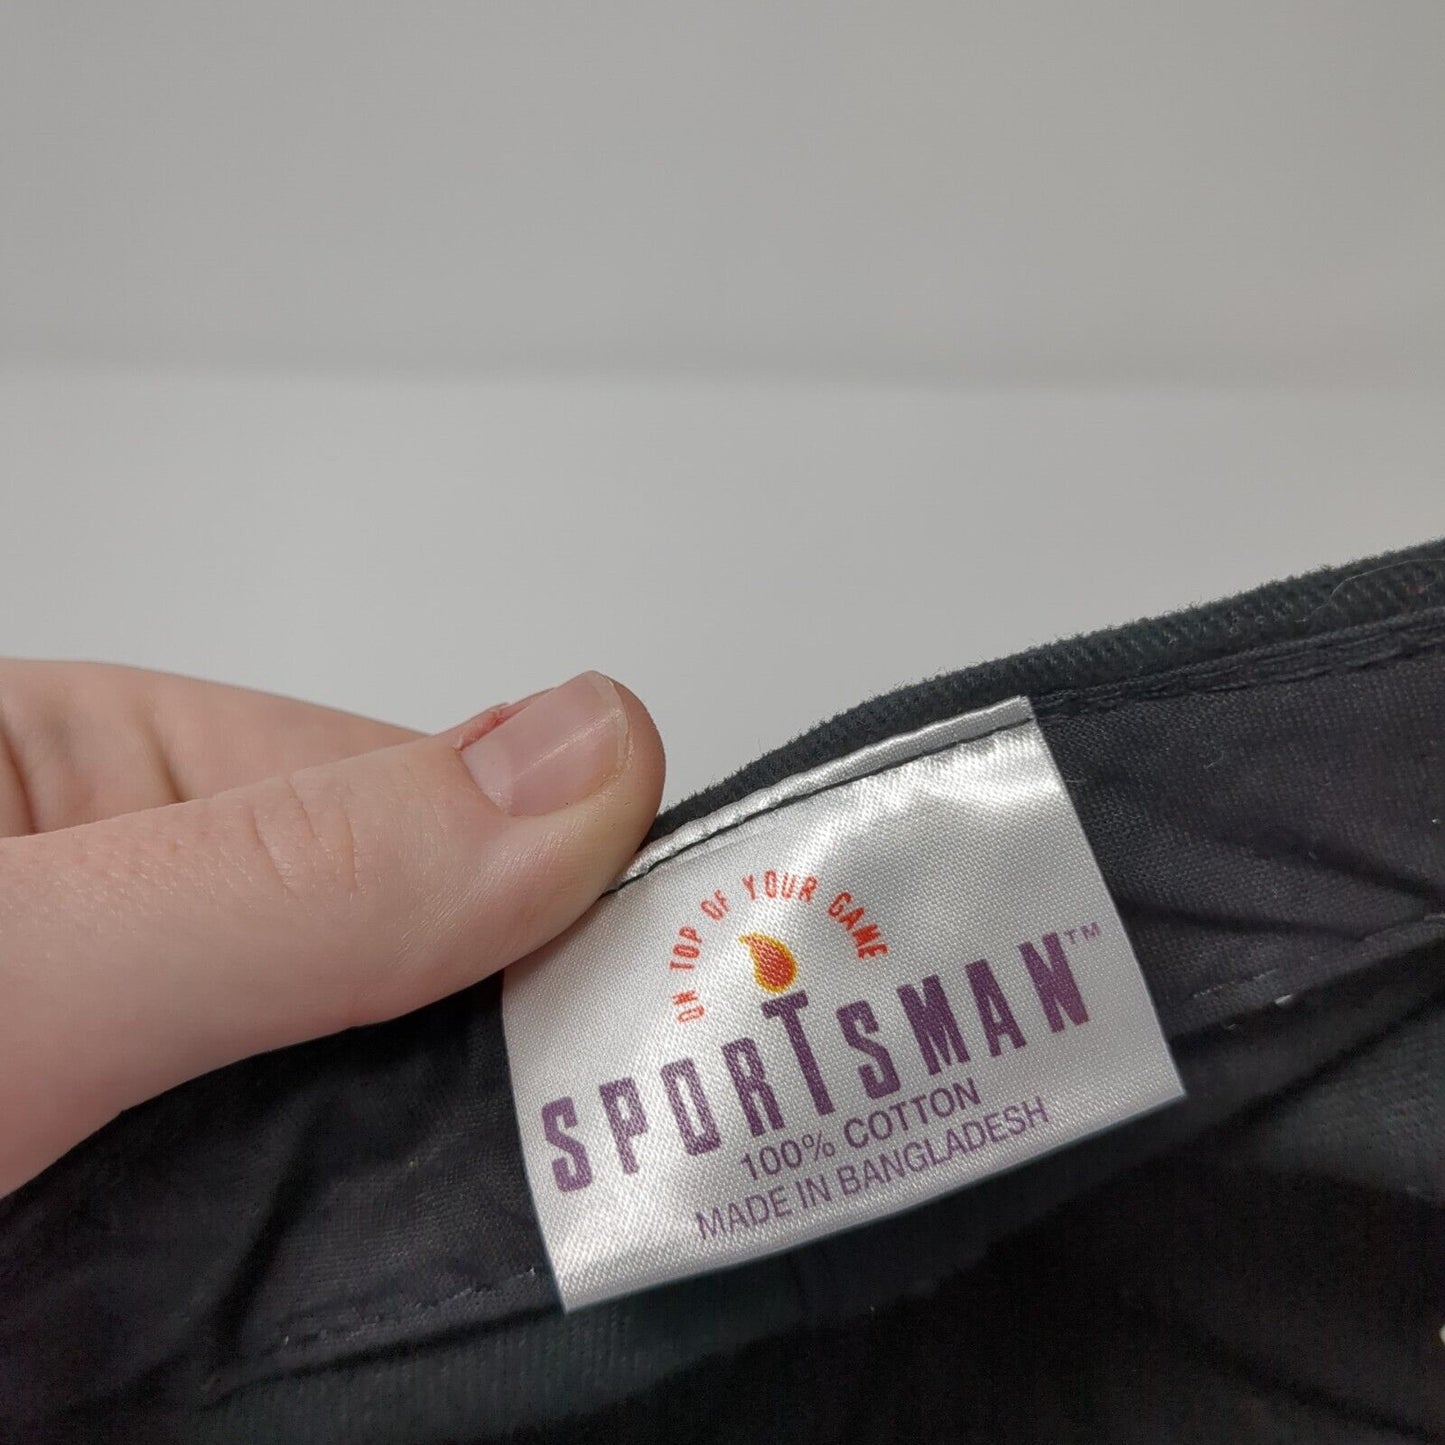 ON TOP OF YOUR GAME
SPORTSMAN™
100% COTTON
MADE IN BANGLADESH